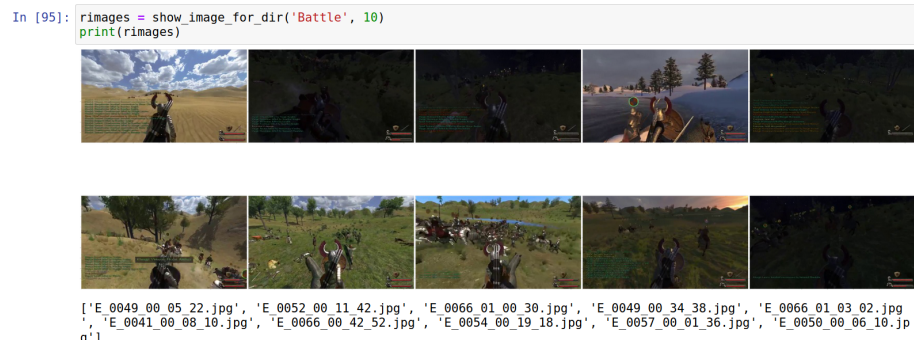 In [95]: rimages = show_image_for_dir('Battle', 10)
print(rimages)
['E_0049_00_05_22.jpg', 'E_0052_00_11_42.jpg', 'E_0066_01_00_30.jpg', 'E_0049_00_34_38.jpg', 'E_0066_01_03_02.jpg
', 'E_0041_00_08_10.jpg', 'E_0066_00_42_52.jpg', 'E_0054_00_19_18.jpg', 'E_0057_00_01_36.jpg', 'E_0050_00_06_10.jp
g']